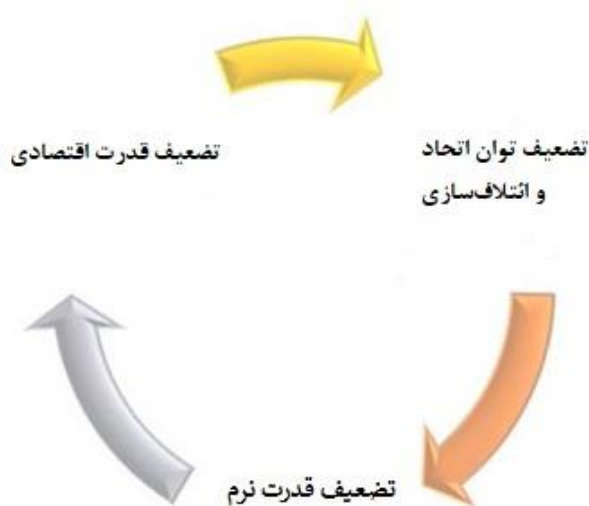 تضعیف قدرت اقتصادی
تضعیف توان اتحاد
و ائتلاف‌سازی
تضعیف قدرت نرم